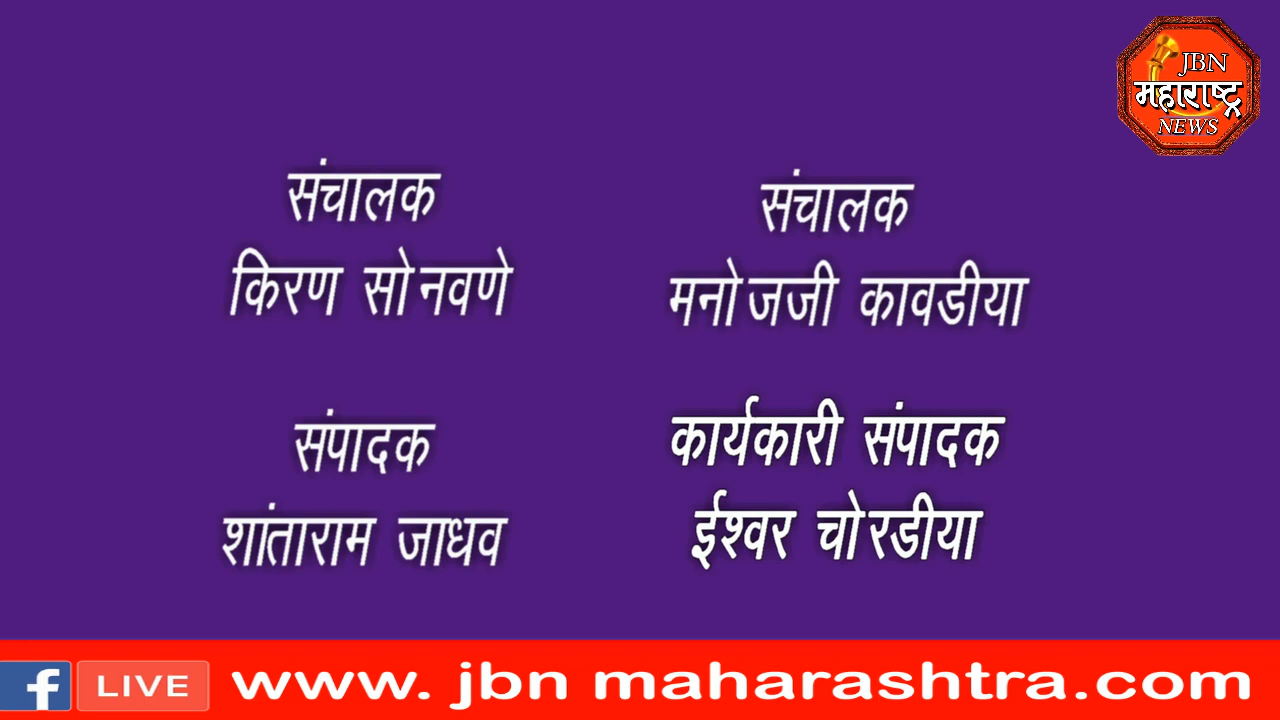 JBN
महाराष्ट्र
NEWS
संचालक
किरण सोनवणे
संचालक
मनोजजी कावडीया
संपादक
शांताराम जाधव
कार्यकारी संपादक
ईश्वर चोरडीया
f LIVE www. jbn maharashtra.com